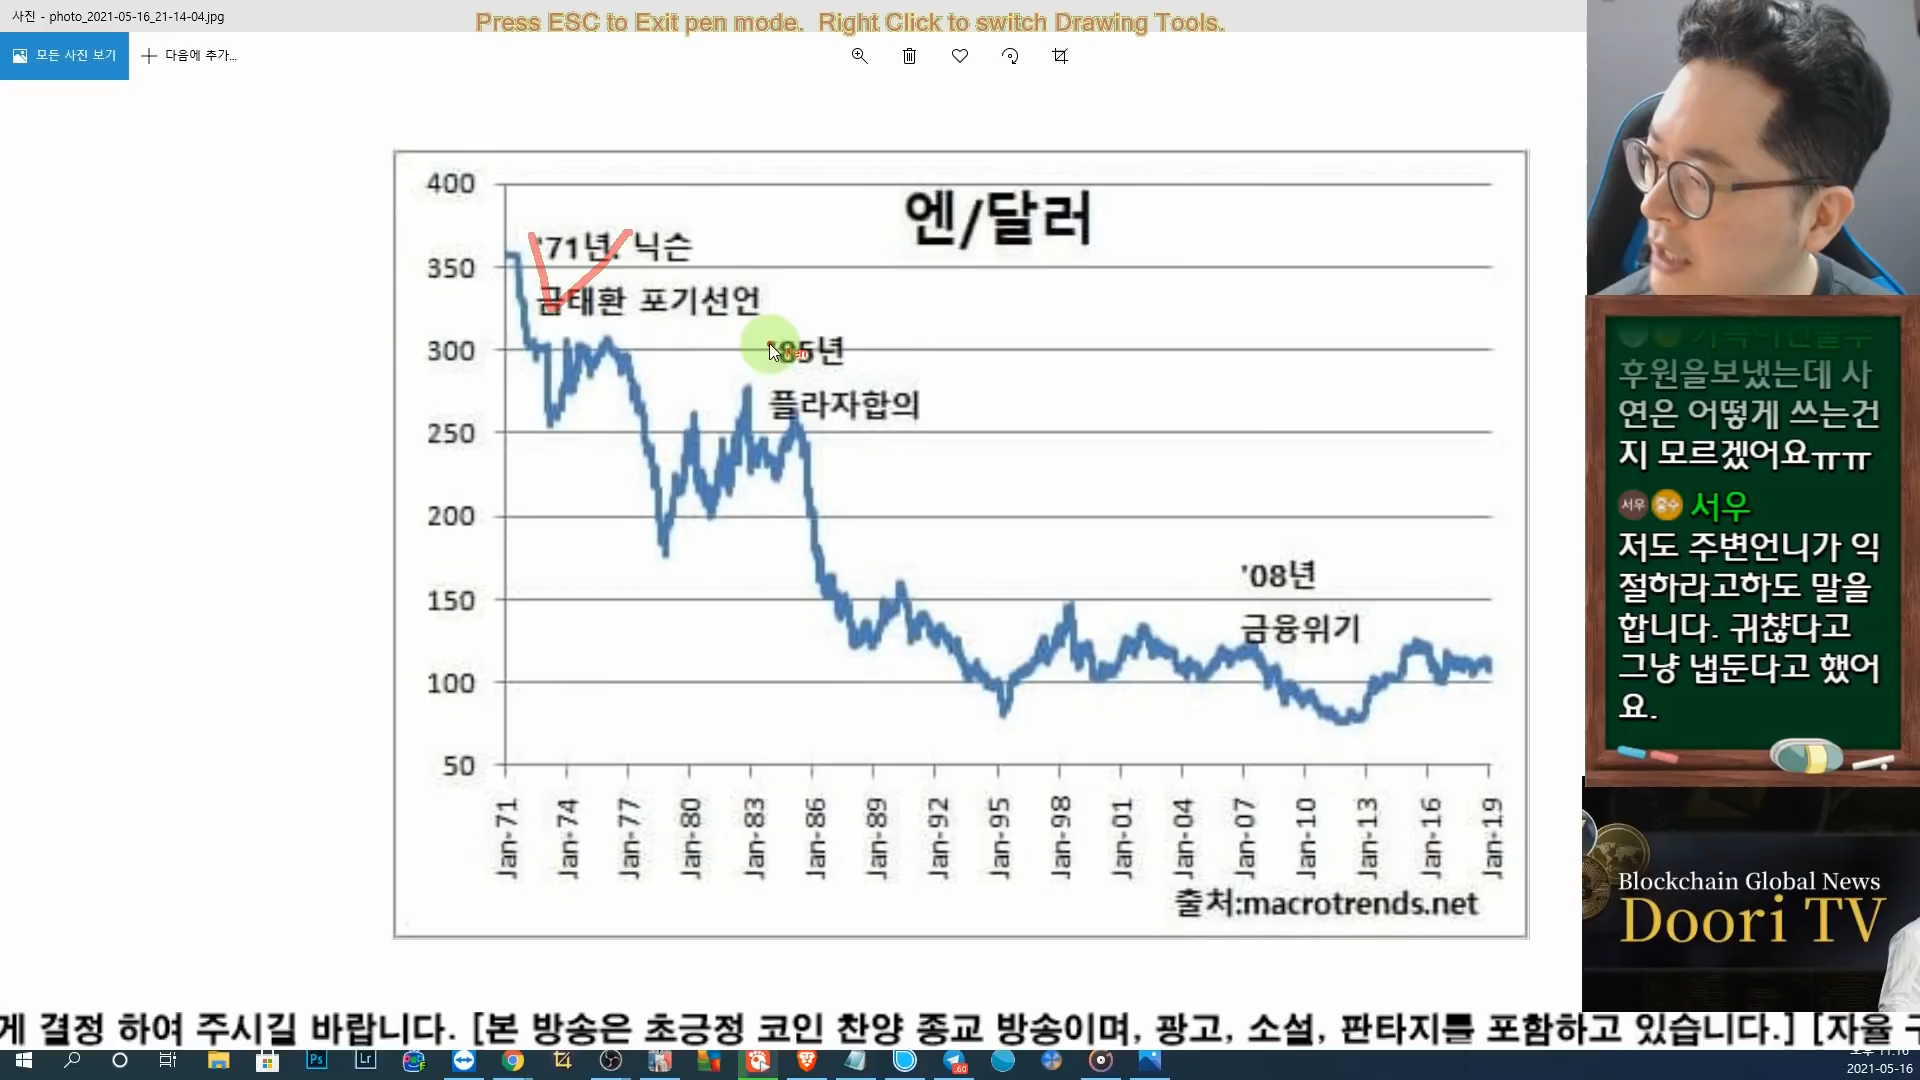 사진 - photo_2021-05-16_21-14-04.jpg
Press ESC to Exit pen mode. Right Click to switch Drawing Tools.
모든 사진 보기
다음에 추가...
엔/달러
400
350
300
250
200
150
100
50
'71년. 닉슨
금태환 포기선언
'85년
플라자합의
'08년
금융위기
Jan-71
Jan-74
Jan-77
Jan-80
Jan-83
Jan-86
Jan-89
Jan-92
Jan-95
Jan-98
Jan-01
Jan-04
Jan-07
Jan-10
Jan-13
Jan-16
Jan-19
출처:macrotrends.net
후원을보냈는데 사
연은 어떻게 쓰는건
지 모르겠어요ㅠㅠ
서우 서우
저도 주변언니가 익
절하라고하도 말을
합니다. 귀찮다고
그냥 냅둔다고 했어
요.
Blockchain Global News
Doori TV
게 결정 하여 주시길 바랍니다. [본 방송은 초긍정 코인 찬양 종교 방송이며, 광고, 소설, 판타지를 포함하고 있습니다.] [자율
Ps
Lr
60
2021-05-16